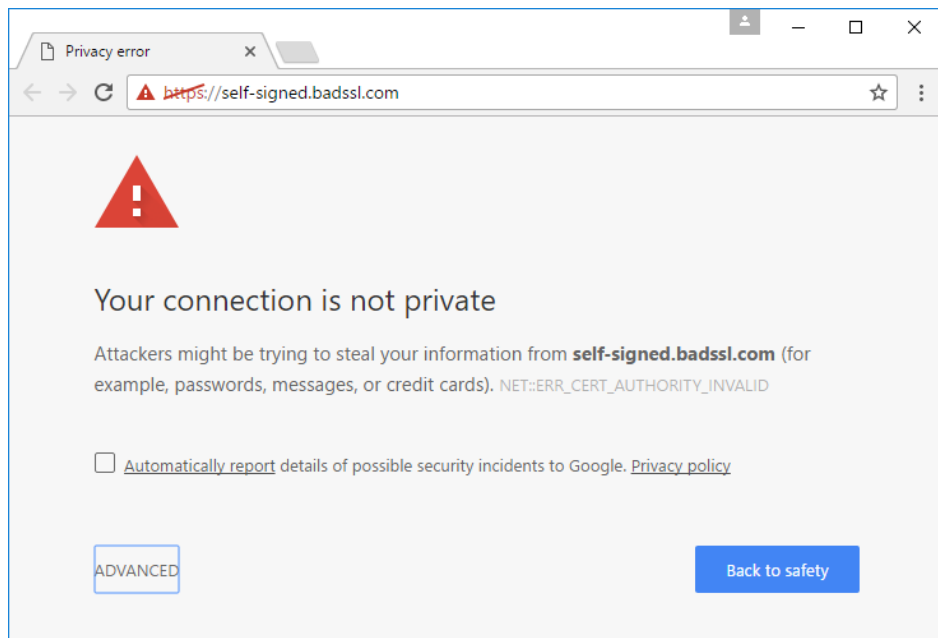 Privacy error
https://self-signed.badssl.com
Your connection is not private
Attackers might be trying to steal your information from self-signed.badssl.com (for
example, passwords, messages, or credit cards). NET::ERR_CERT_AUTHORITY_INVALID
Automatically report details of possible security incidents to Google. Privacy policy
ADVANCED
Back to safety